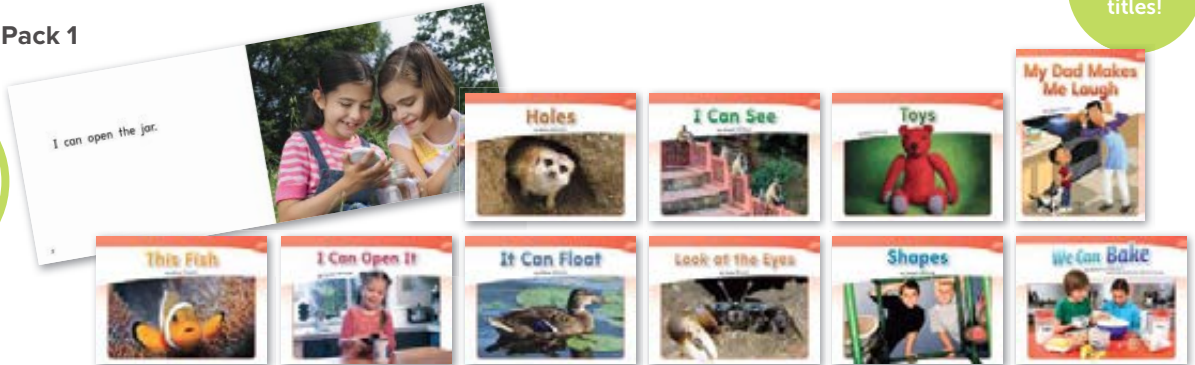 titles!
Pack 1
I can open the jar.
Holes
I Can See
Toys
My Dad Makes
Me Laugh
This Fish
I Can Open It
It Can Float
Look at the Eyes
Shapes
We Can Bake